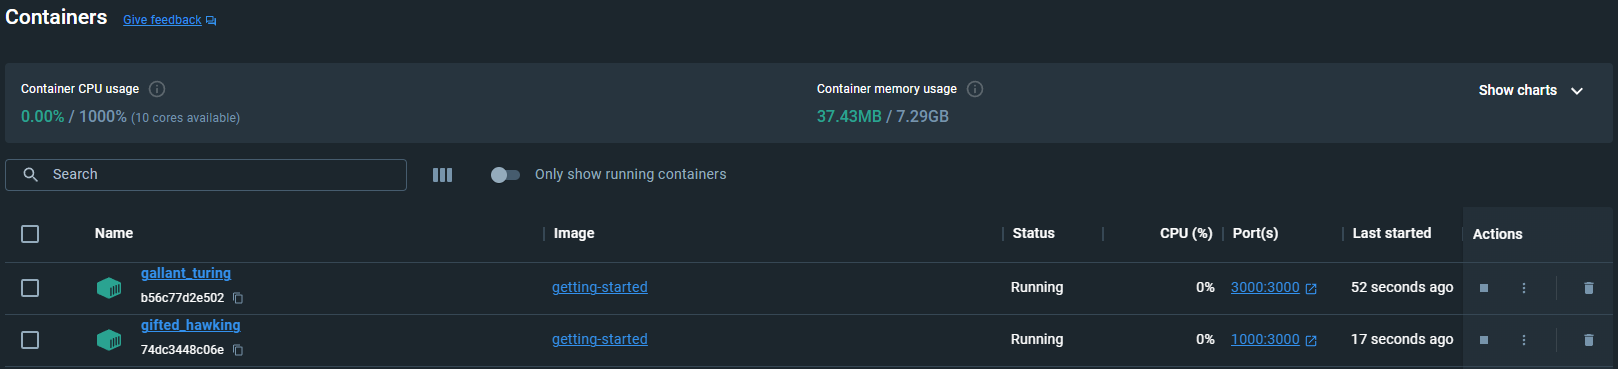 Containers Give feedback
Container CPU usage
0.00% / 1000% (10 cores available)
Container memory usage
37.43MB / 7.29GB
Show charts
Search
Only show running containers
Name Image Status CPU (%) Port(s) Last started Actions
gallant_turing
b56c77d2e502
getting-started Running 0% 3000:3000 52 seconds ago
gifted_hawking
74dc3448c06e
getting-started Running 0% 1000:3000 17 seconds ago